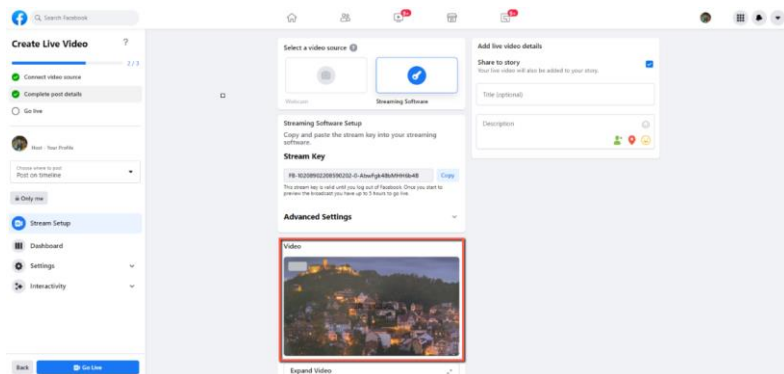 Search Facebook
9+
9+
Create Live Video
?
2 / 3
Connect video source
Complete post details
Go live
Host · Your Profile
Choose where to post
Post on timeline
Only me
Stream Setup
Dashboard
Settings
Interactivity
Back
Go Live
Select a video source
Webcam
Streaming Software
Streaming Software Setup
Copy and paste the stream key into your streaming
software.
Stream Key
Copy
This stream key is valid until you log out of Facebook. Once you start to
preview the broadcast you have up to 5 hours to go live.
Advanced Settings
Video
Expand Video
Add live video details
Share to story
Your live video will also be added to your story.
Title (optional)
Description